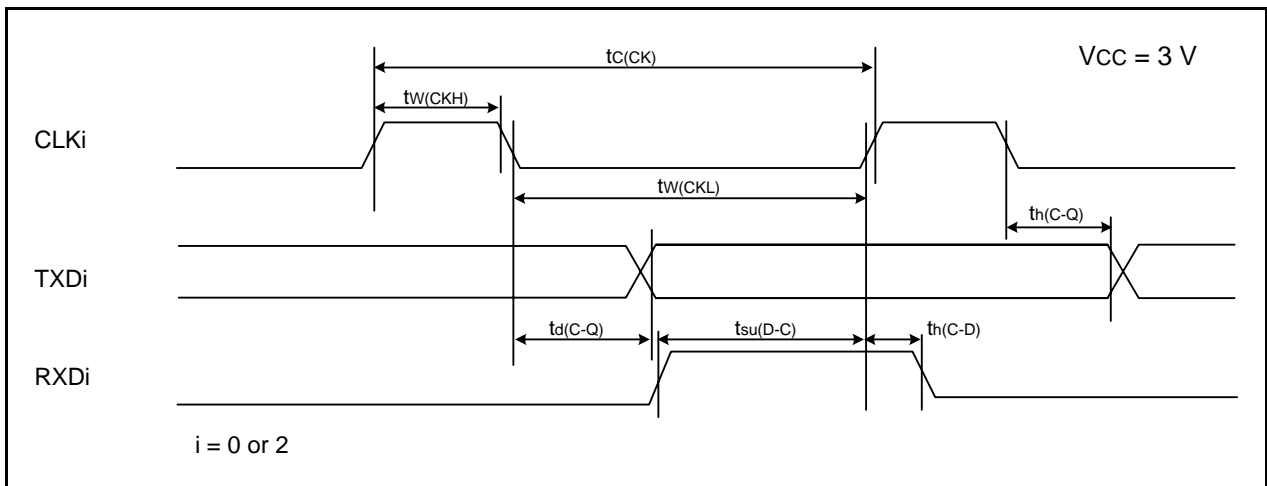 tC(CK)
VCC = 3 V
tW(CKH)
CLKi
tW(CKL)
th(C-Q)
TXDi
td(C-Q)
tsu(D-C)
th(C-D)
RXDi
i = 0 or 2